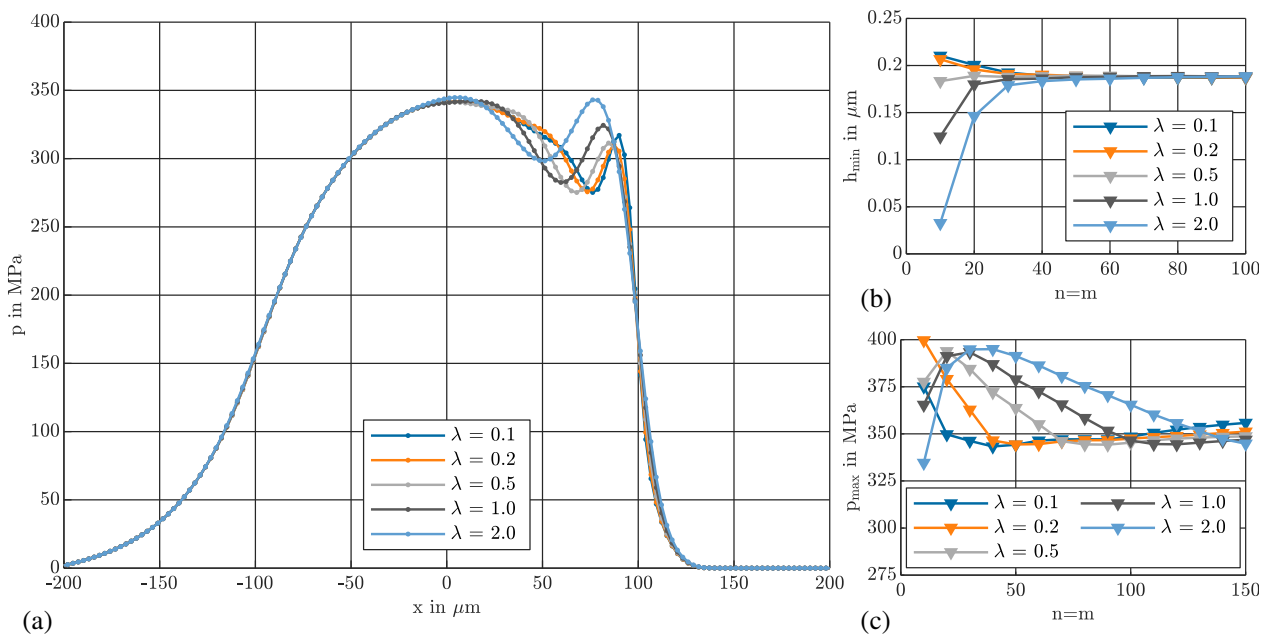 400
350
300
250
200
150
100
50
0
p in MPa
-200 -150 -100 -50 0 50 100 150 200
x in μm
λ = 0.1
λ = 0.2
λ = 0.5
λ = 1.0
λ = 2.0
(a)
0.25
0.2
0.15
0.1
0.05
0
h_min in μm
0 20 40 60 80 100
n=m
λ = 0.1
λ = 0.2
λ = 0.5
λ = 1.0
λ = 2.0
(b)
400
375
350
325
300
275
p_max in MPa
0 50 100 150
n=m
λ = 0.1 λ = 1.0
λ = 0.2 λ = 2.0
λ = 0.5
(c)